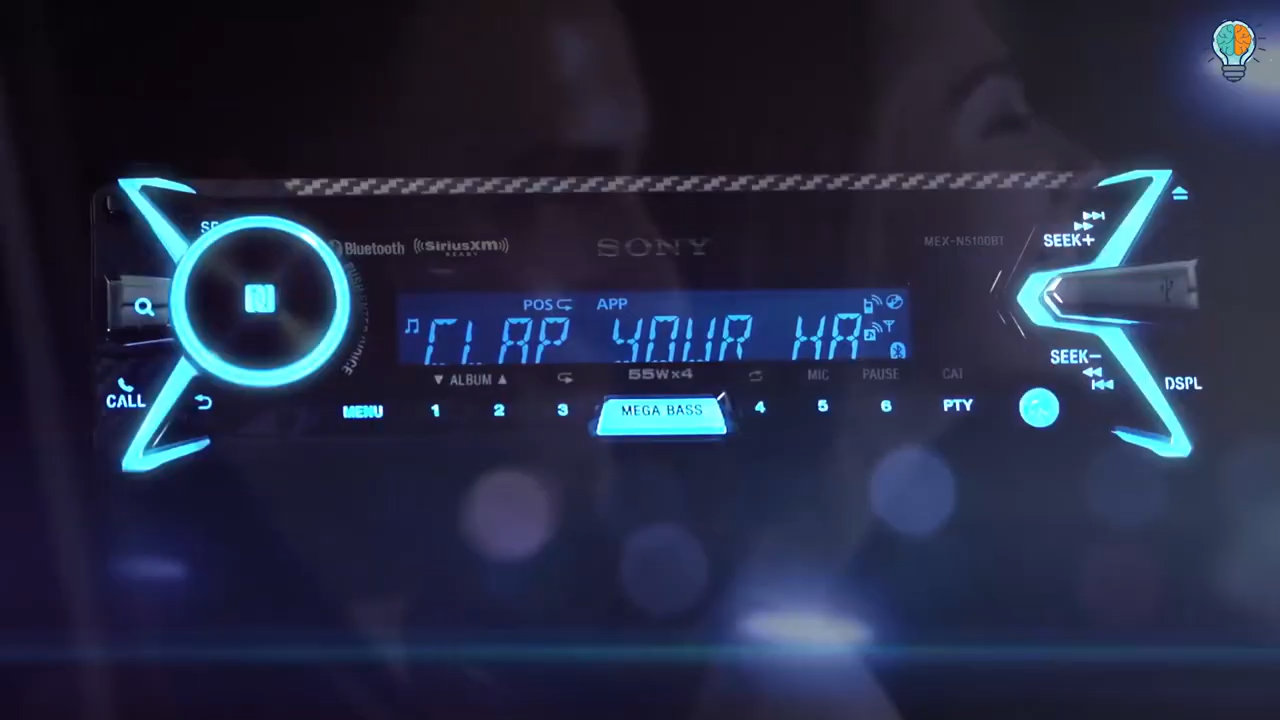 Bluetooth SiriusXM SONY MEX-N5100BT
READY
SEEK+
POS APP
CLAP YOUR HA
SEEK−
ALBUM 55W×4 MIC PAUSE CAT DSPL
CALL MENU 1 2 3 MEGA BASS 4 5 6 PTY